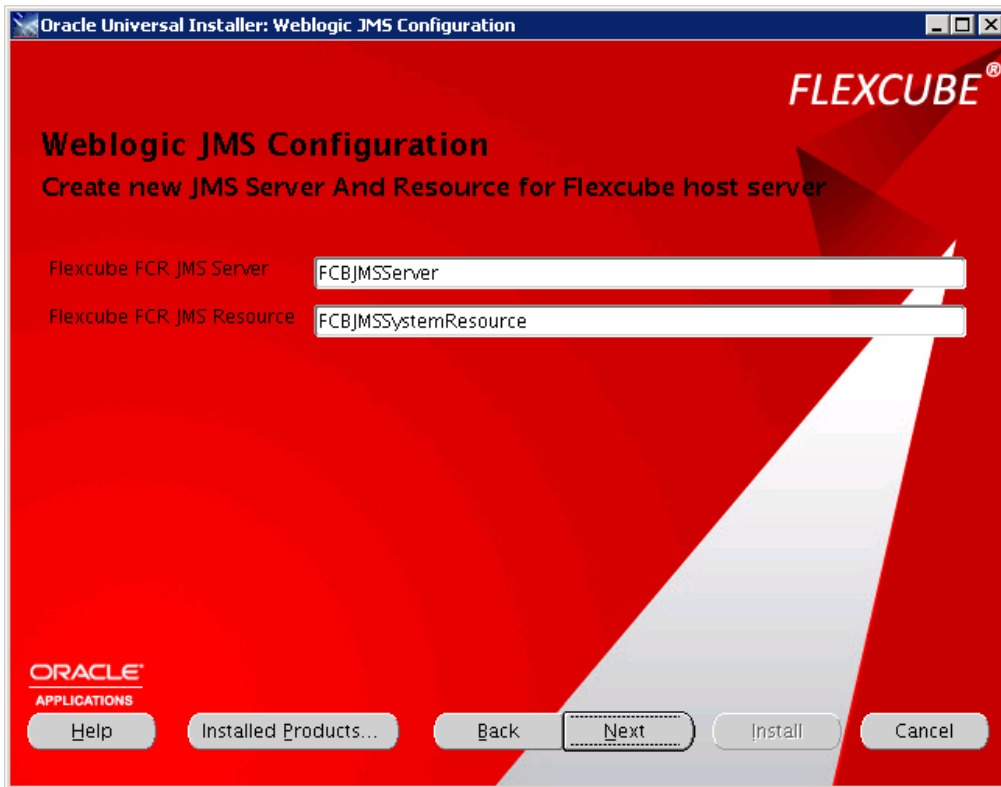 Oracle Universal Installer: Weblogic JMS Configuration
FLEXCUBE®
Weblogic JMS Configuration
Create new JMS Server And Resource for Flexcube host server
Flexcube FCR JMS Server
FCBJMSServer
Flexcube FCR JMS Resource
FCBJMSSystemResource
ORACLE®
APPLICATIONS
Help Installed Products... Back Next Install Cancel